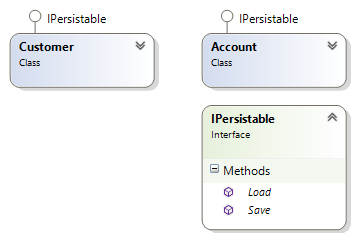 IPersistable
Customer
Class
IPersistable
Account
Class
IPersistable
Interface
Methods
Load
Save